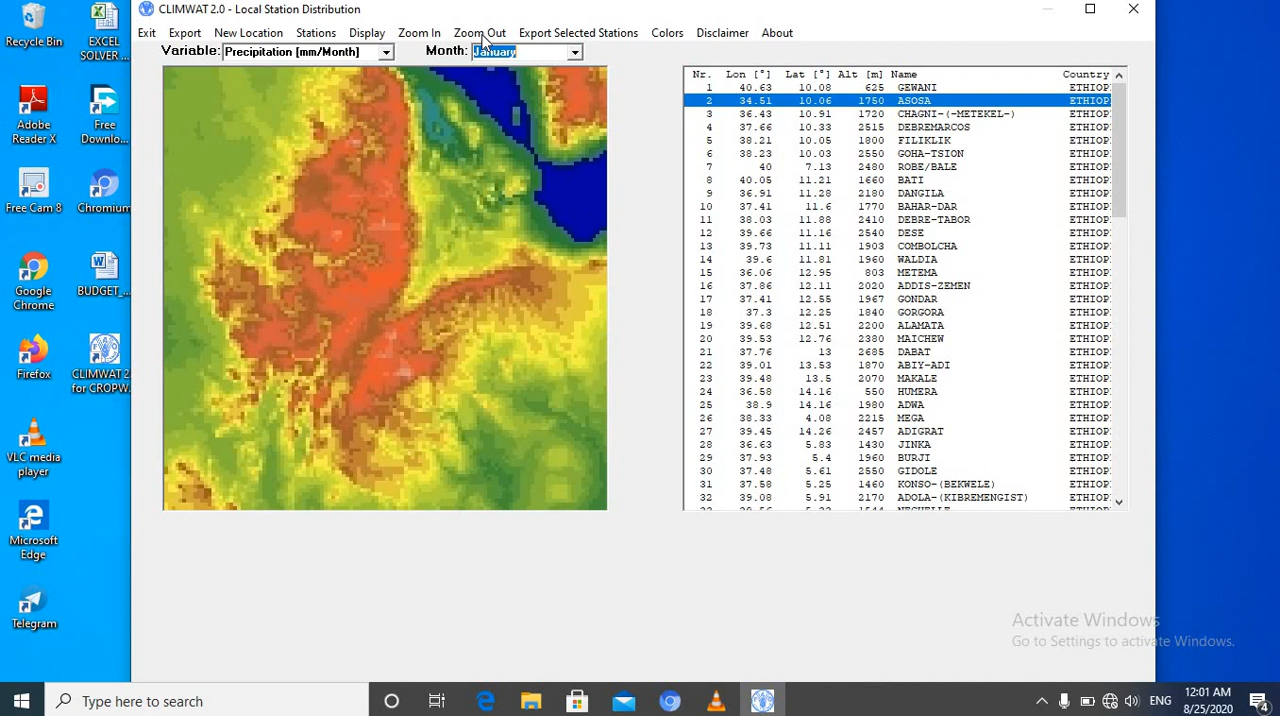 CLIMWAT 2.0 - Local Station Distribution
Exit Export New Location Stations Display Zoom In Zoom Out Export Selected Stations Colors Disclaimer About
Variable: Precipitation [mm/Month] Month: January
Nr. Lon [°] Lat [°] Alt [m] Name Country
1 40.63 10.08 625 GEWANI ETHIOP
2 34.51 10.06 1750 ASOSA ETHIOP
3 36.43 10.91 1720 CHAGNI-(-METEKEL-) ETHIOP
4 37.66 10.33 2515 DEBREMARCOS ETHIOP
5 38.21 10.05 1800 FILIKLIK ETHIOP
6 38.23 10.03 2550 GOHA-TSION ETHIOP
7 40 7.13 2480 ROBE/BALE ETHIOP
8 40.05 11.21 1660 BATI ETHIOP
9 36.91 11.28 2180 DANGILA ETHIOP
10 37.41 11.6 1770 BAHAR-DAR ETHIOP
11 38.03 11.88 2410 DEBRE-TABOR ETHIOP
12 39.66 11.16 2540 DESE ETHIOP
13 39.73 11.11 1903 COMBOLCHA ETHIOP
14 39.6 11.81 1960 WALDIA ETHIOP
15 36.06 12.95 803 METEMA ETHIOP
16 37.86 12.11 2020 ADDIS-ZEMEN ETHIOP
17 37.41 12.55 1967 GONDAR ETHIOP
18 37.3 12.25 1840 GORGORA ETHIOP
19 39.68 12.51 2200 ALAMATA ETHIOP
20 39.53 12.76 2380 MAICHEW ETHIOP
21 37.76 13 2685 DABAT ETHIOP
22 39.01 13.53 1870 ABIY-ADI ETHIOP
23 39.48 13.5 2070 MAKALE ETHIOP
24 36.58 14.16 550 HUMERA ETHIOP
25 38.9 14.16 1980 ADWA ETHIOP
26 38.33 4.08 2215 MEGA ETHIOP
27 39.45 14.26 2457 ADIGRAT ETHIOP
28 36.63 5.83 1430 JINKA ETHIOP
29 37.93 5.4 1960 BURJI ETHIOP
30 37.48 5.61 2550 GIDOLE ETHIOP
31 37.58 5.25 1460 KONSO-(BEKWELE) ETHIOP
32 39.08 5.91 2170 ADOLA-(KIBREMENGIST) ETHIOP
Recycle Bin
EXCEL
SOLVER ...
Adobe
Reader X
Free
Downlo...
Free Cam 8
Chromium
Google
Chrome
BUDGET_...
Firefox
CLIMWAT 2.0
for CROPW...
VLC media
player
Microsoft
Edge
Telegram
Activate Windows
Go to Settings to activate Windows.
Type here to search
ENG
12:01 AM
8/25/2020
4